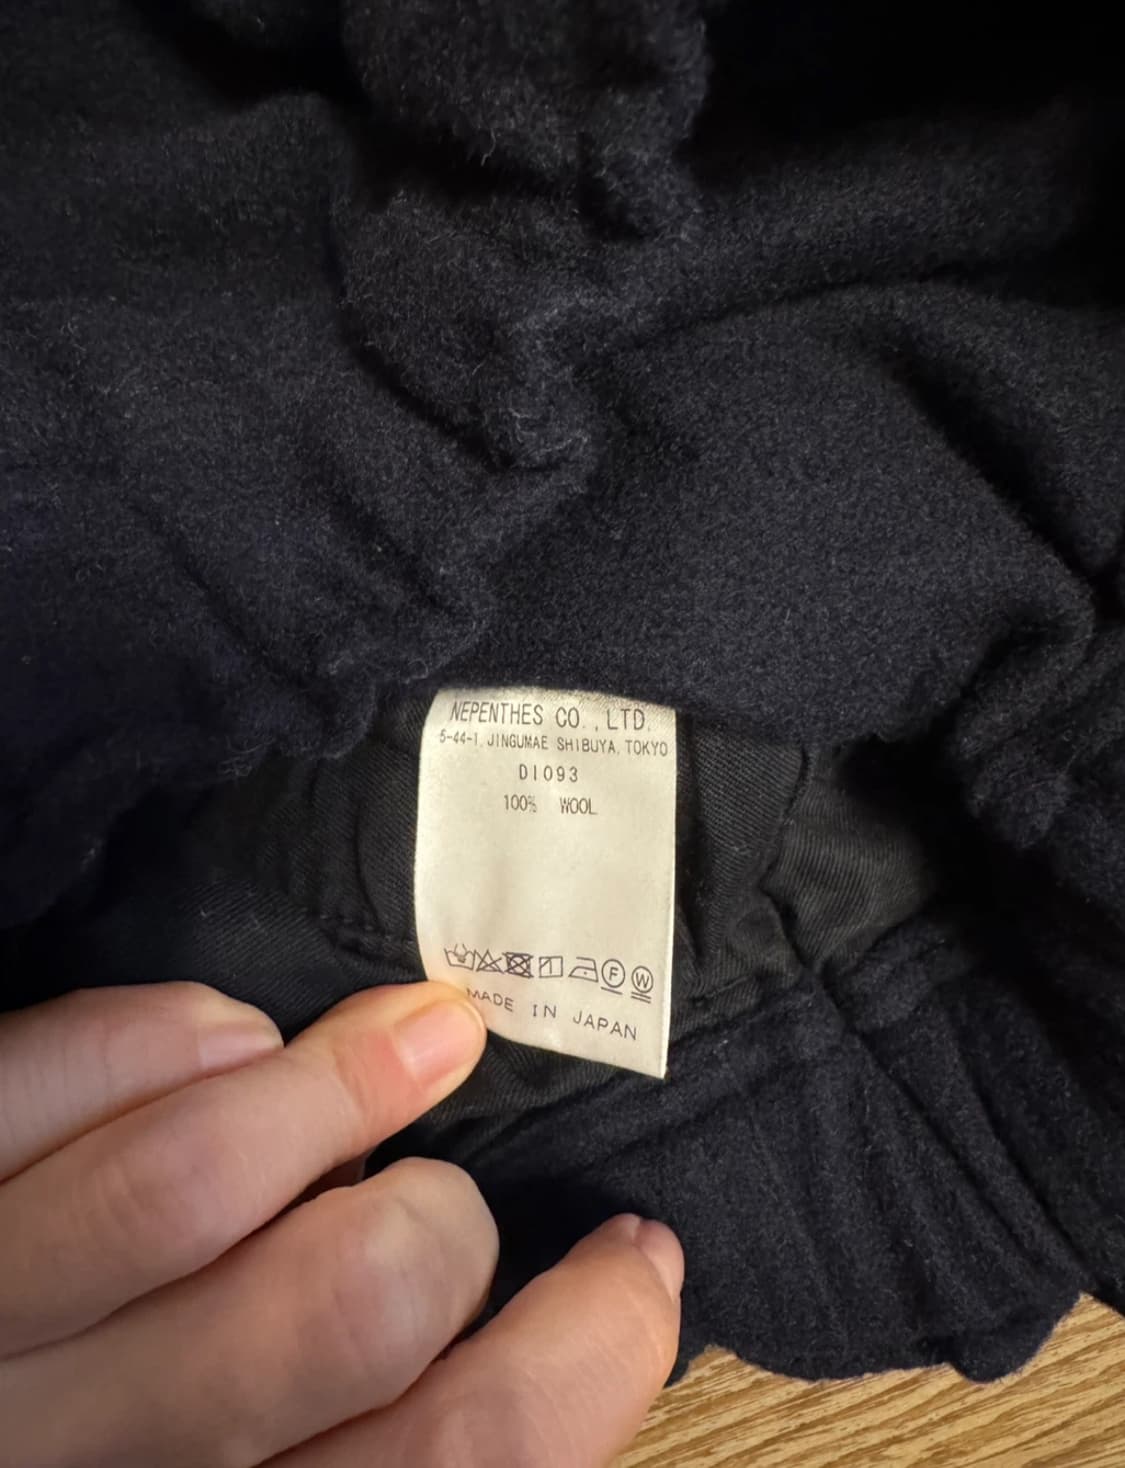 NEPENTHES CO., LTD.
5-44-1, JINGUMAE SHIBUYA, TOKYO
DI093
100% WOOL
F W
MADE IN JAPAN